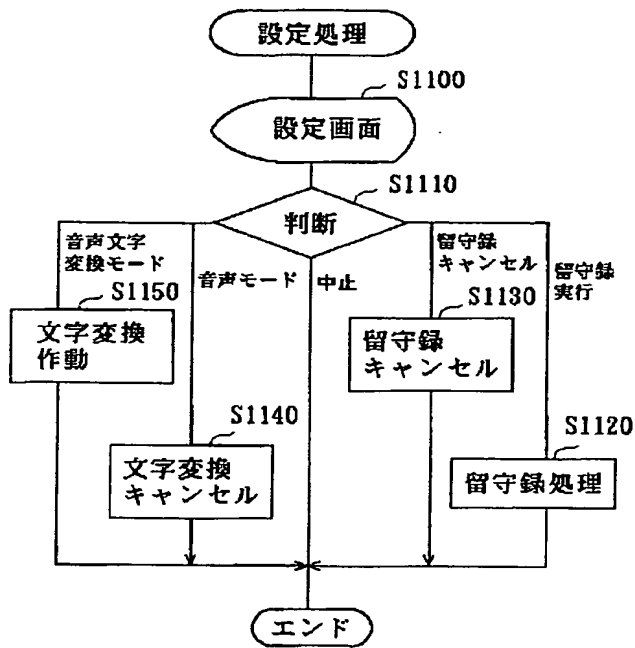 設定処理
S1100
設定画面
S1110
判断
音声文字
変換モード
音声モード
中止
留守録
キャンセル
留守録
実行
S1150
文字変換
作動
S1130
留守録
キャンセル
S1140
文字変換
キャンセル
S1120
留守録処理
エンド